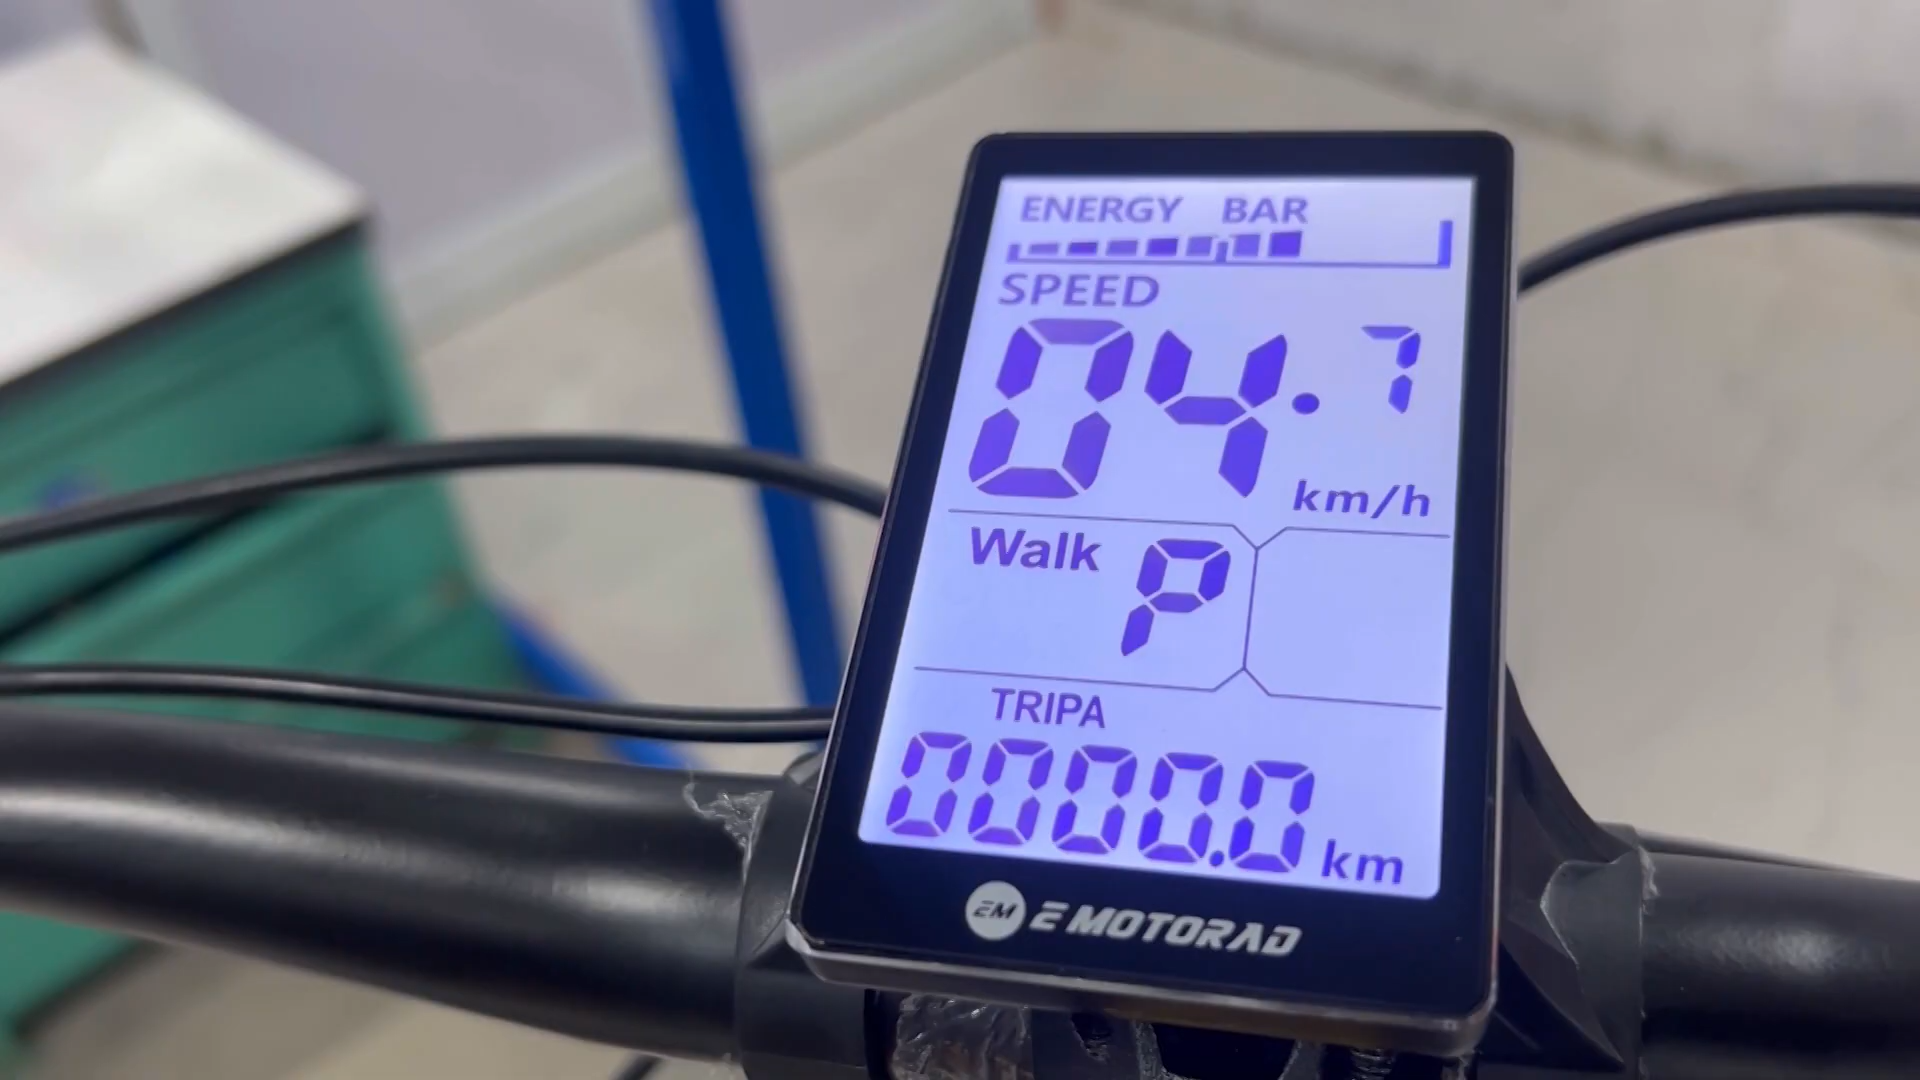 ENERGY BAR
SPEED
04.7
km/h
Walk P
TRIPA
0000.0 km
EM E MOTORAD